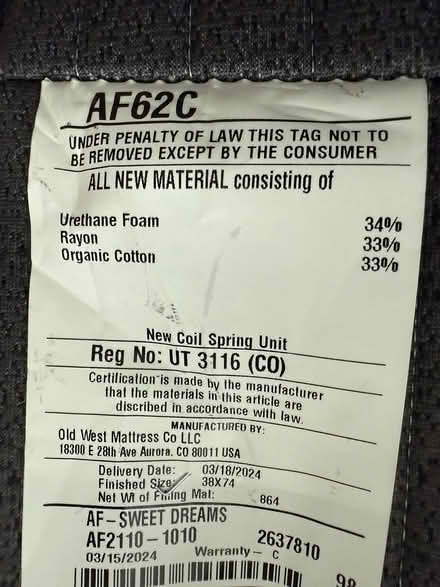 AF62C
UNDER PENALTY OF LAW THIS TAG NOT TO
BE REMOVED EXCEPT BY THE CONSUMER
ALL NEW MATERIAL consisting of
Urethane Foam 34%
Rayon 33%
Organic Cotton 33%
New Coil Spring Unit
Reg No: UT 3116 (CO)
Certification is made by the manufacturer
that the materials in this article are
discribed in accordance with law.
MANUFACTURED BY:
Old West Mattress Co LLC
18300 E 28th Ave Aurora. CO 80011 USA
Delivery Date: 03/18/2024
Finished Size: 38X74
Net Wt of Filling Mat: 864
AF-SWEET DREAMS
AF2110-1010 2637810
03/15/2024 Warranty- C